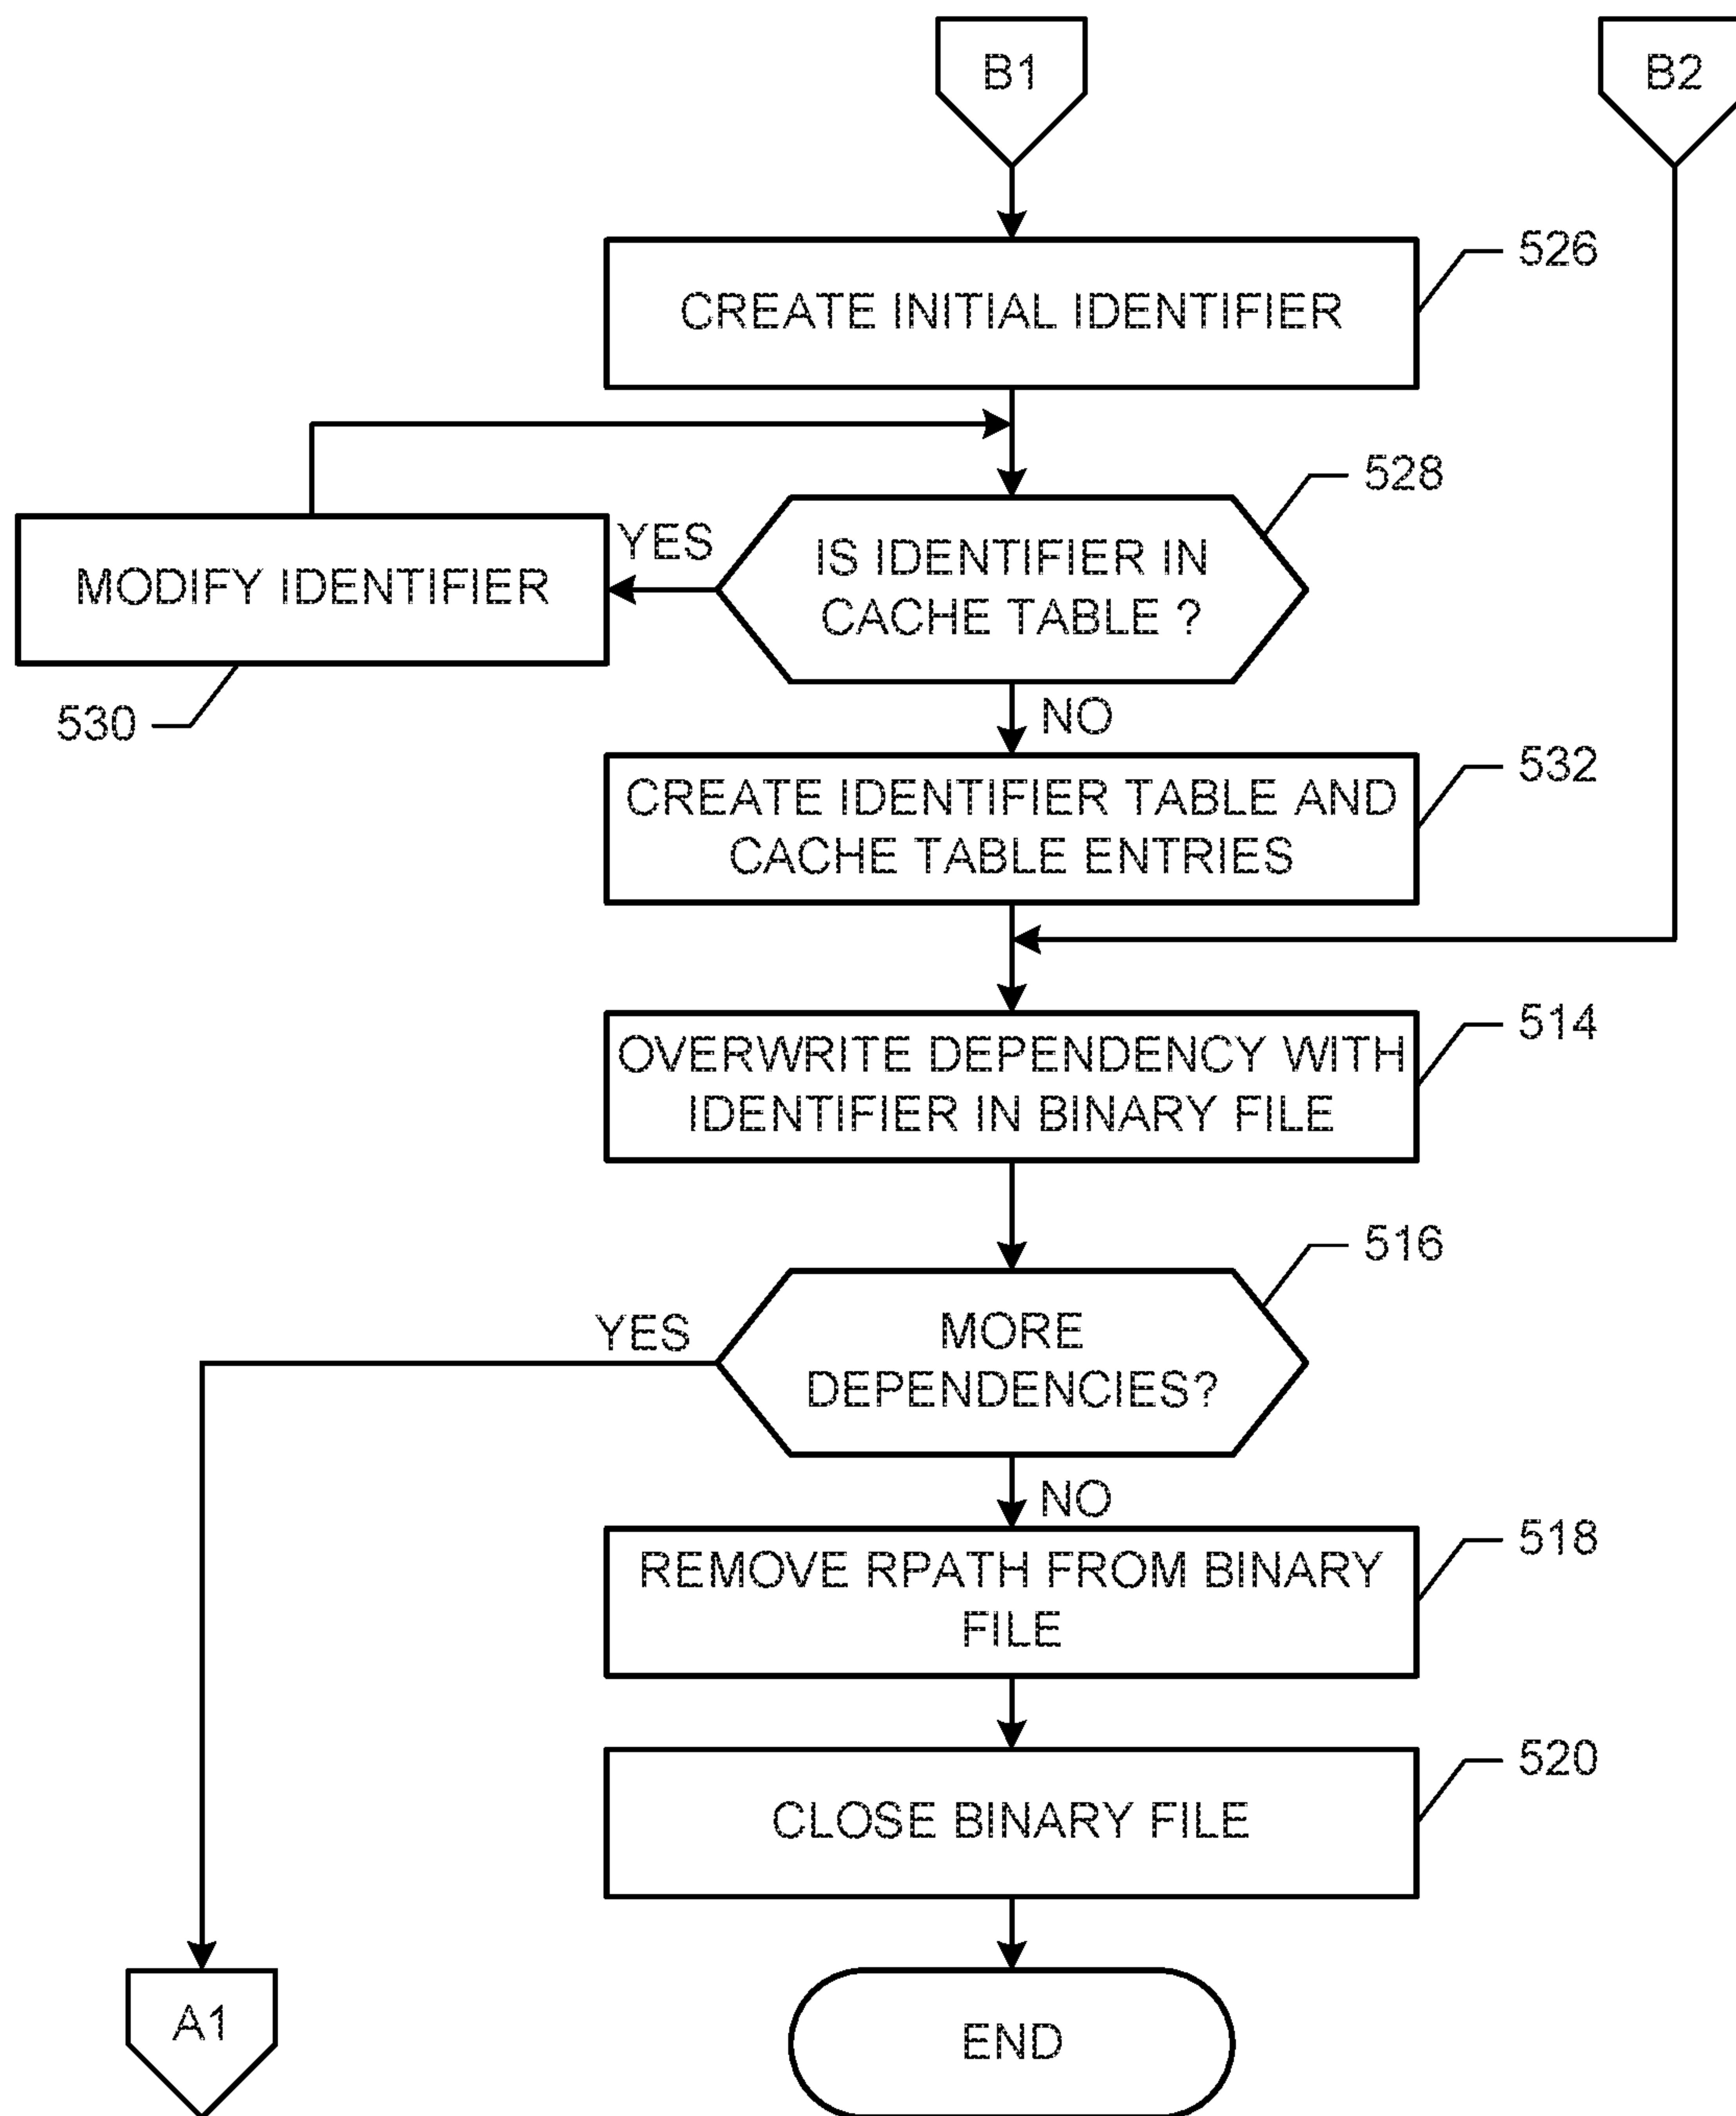 B1
B2
526
CREATE INITIAL IDENTIFIER
528
YES
IS IDENTIFIER IN
CACHE TABLE ?
MODIFY IDENTIFIER
530
NO
532
CREATE IDENTIFIER TABLE AND
CACHE TABLE ENTRIES
514
OVERWRITE DEPENDENCY WITH
IDENTIFIER IN BINARY FILE
516
YES
MORE
DEPENDENCIES?
NO
518
REMOVE RPATH FROM BINARY
FILE
520
CLOSE BINARY FILE
A1
END